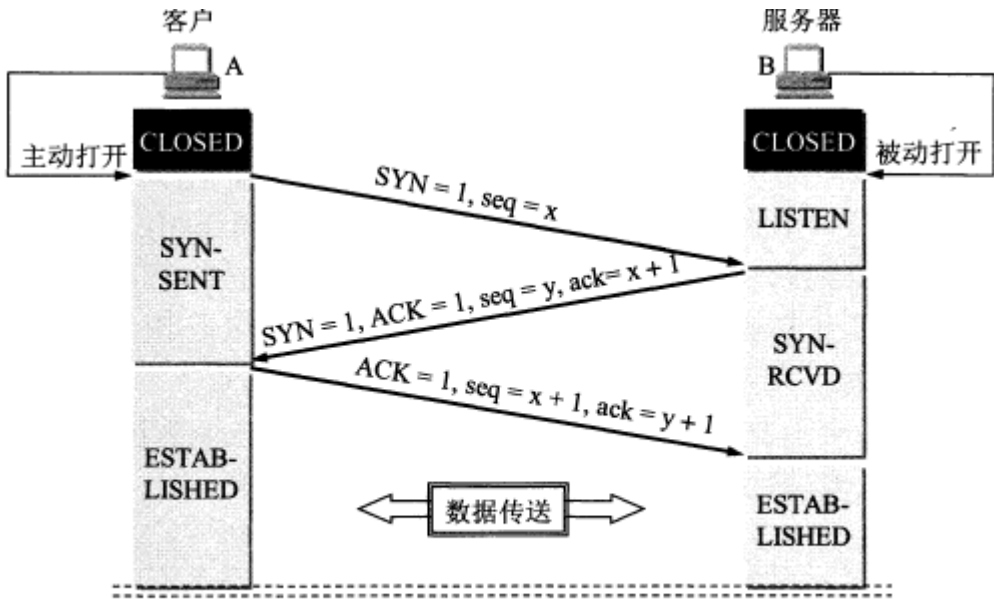 客户
服务器
A
B
CLOSED
CLOSED
主动打开
被动打开
SYN = 1, seq = x
LISTEN
SYN-
SENT
SYN = 1, ACK = 1, seq = y, ack= x + 1
SYN-
RCVD
ACK = 1, seq = x + 1, ack = y + 1
ESTAB-
LISHED
数据传送
ESTAB-
LISHED